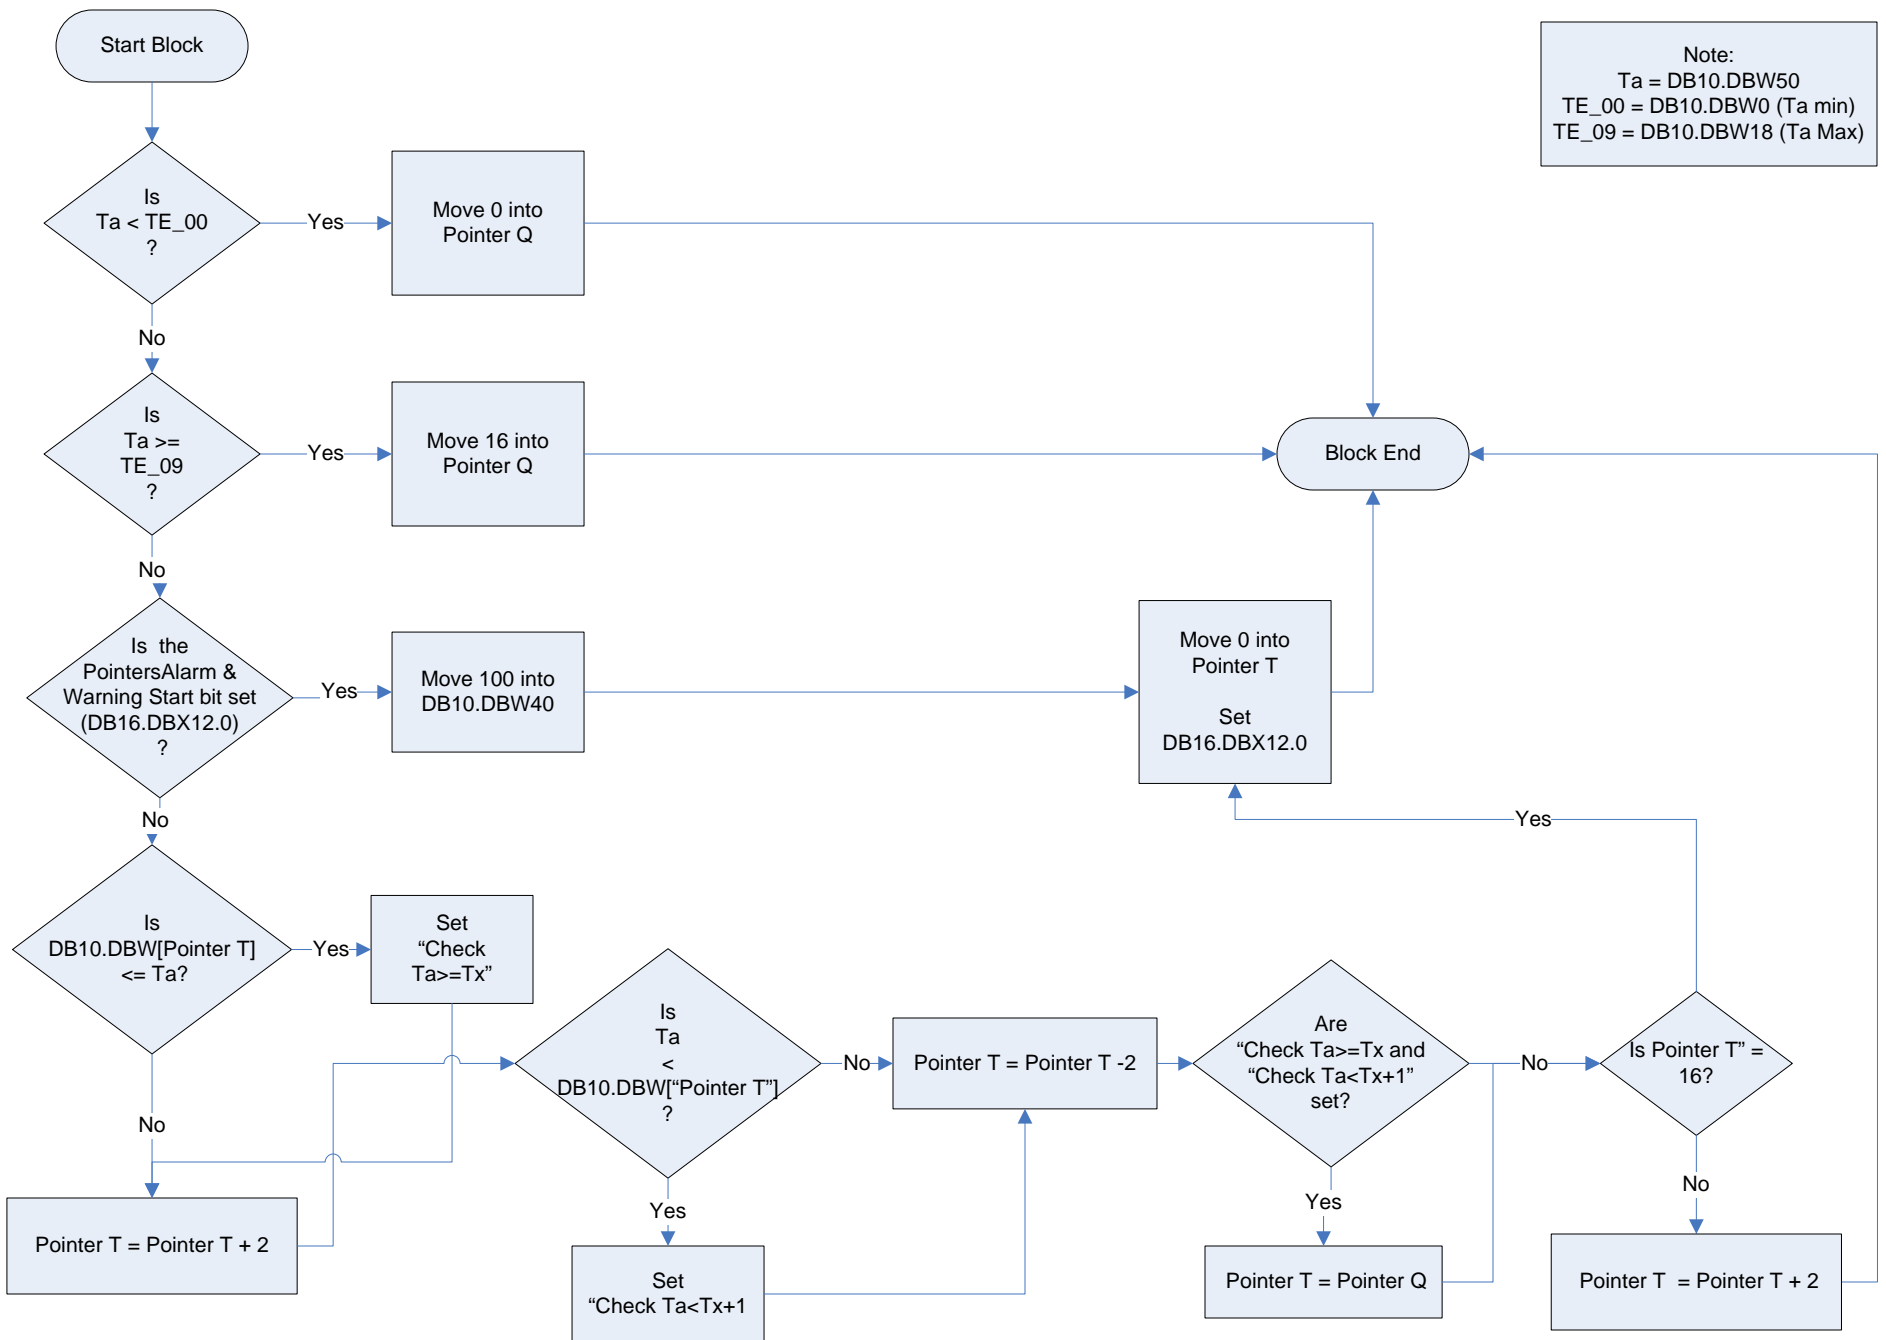 Start Block
Note:
Ta = DB10.DBW50
TE_00 = DB10.DBW0 (Ta min)
TE_09 = DB10.DBW18 (Ta Max)
Is
Ta < TE_00
?
Yes
Move 0 into
Pointer Q
No
Is
Ta >=
TE_09
?
Yes
Move 16 into
Pointer Q
Block End
No
Is the
PointersAlarm &
Warning Start bit set
(DB16.DBX12.0)
?
Yes
Move 100 into
DB10.DBW40
Move 0 into
Pointer T
Set
DB16.DBX12.0
No
Yes
Is
DB10.DBW[Pointer T]
<= Ta?
Yes
Set
“Check
Ta>=Tx”
Is
Ta
<
DB10.DBW[“Pointer T”]
?
No
Pointer T = Pointer T -2
Are
“Check Ta>=Tx and
“Check Ta<Tx+1”
set?
No
Is Pointer T” =
16?
No
Yes
Yes
No
Pointer T = Pointer T + 2
Set
“Check Ta<Tx+1
Pointer T = Pointer Q
Pointer T = Pointer T + 2